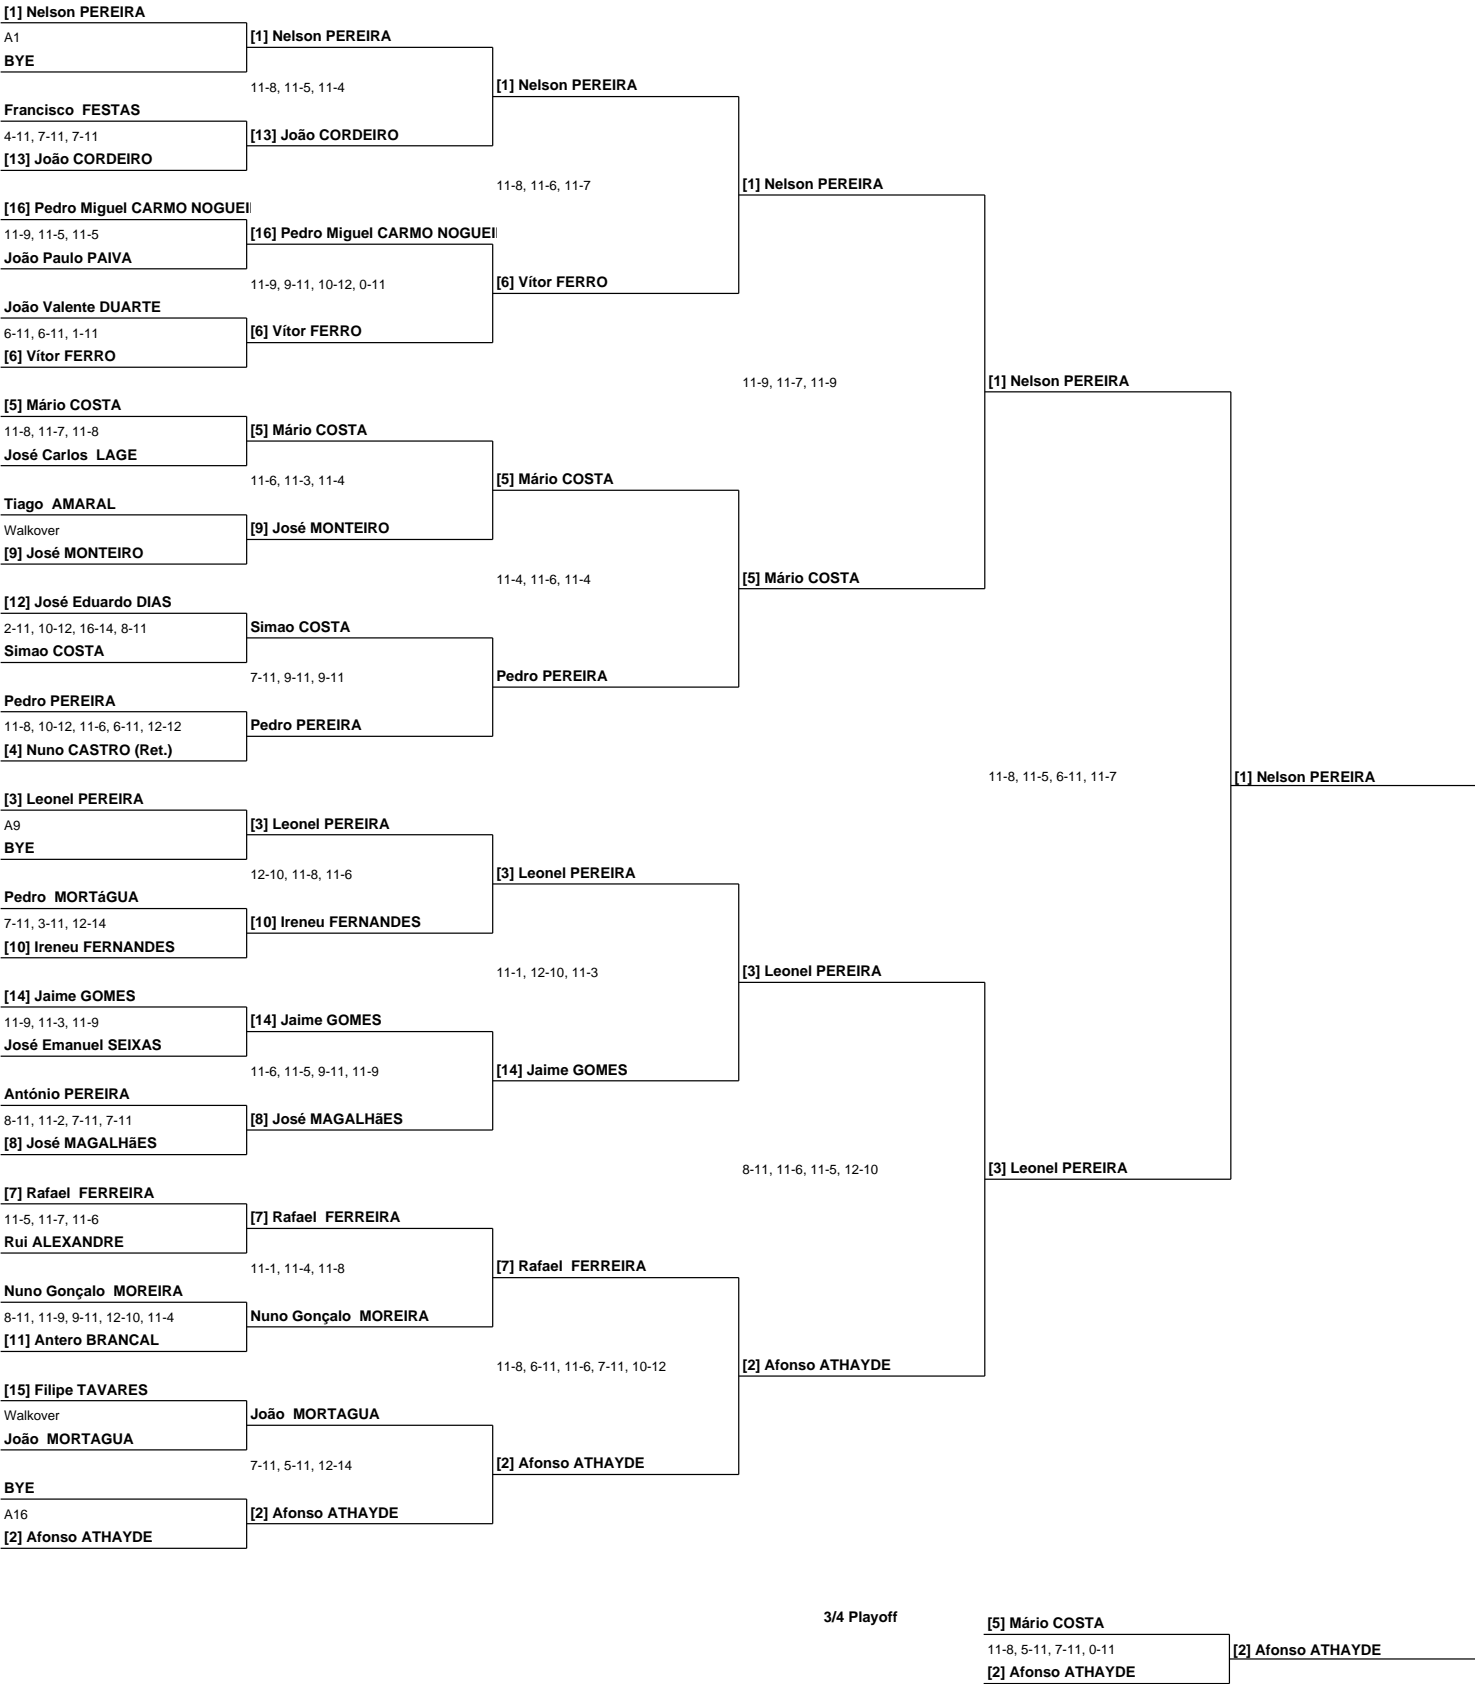 [1] Nelson PEREIRA
A1
BYE
Francisco  FESTAS
4-11, 7-11, 7-11
[13] João CORDEIRO
[16] Pedro Miguel CARMO NOGUEI
11-9, 11-5, 11-5
João Paulo PAIVA
João Valente DUARTE
6-11, 6-11, 1-11
[6] Vítor FERRO
[5] Mário COSTA
11-8, 11-7, 11-8
José Carlos  LAGE
Tiago  AMARAL
Walkover
[9] José MONTEIRO
[12] José Eduardo DIAS
2-11, 10-12, 16-14, 8-11
Simao COSTA
Pedro PEREIRA
11-8, 10-12, 11-6, 6-11, 12-12
[4] Nuno CASTRO (Ret.)
[3] Leonel PEREIRA
A9
BYE
Pedro  MORTáGUA
7-11, 3-11, 12-14
[10] Ireneu FERNANDES
[14] Jaime GOMES
11-9, 11-3, 11-9
José Emanuel SEIXAS
António PEREIRA
8-11, 11-2, 7-11, 7-11
[8] José MAGALHãES
[7] Rafael  FERREIRA
11-5, 11-7, 11-6
Rui ALEXANDRE
Nuno Gonçalo  MOREIRA
8-11, 11-9, 9-11, 12-10, 11-4
[11] Antero BRANCAL
[15] Filipe TAVARES
Walkover
João  MORTAGUA
BYE
A16
[2] Afonso ATHAYDE
[1] Nelson PEREIRA
11-8, 11-5, 11-4
[13] João CORDEIRO
[16] Pedro Miguel CARMO NOGUEI
11-9, 9-11, 10-12, 0-11
[6] Vítor FERRO
[5] Mário COSTA
11-6, 11-3, 11-4
[9] José MONTEIRO
Simao COSTA
7-11, 9-11, 9-11
Pedro PEREIRA
[3] Leonel PEREIRA
12-10, 11-8, 11-6
[10] Ireneu FERNANDES
[14] Jaime GOMES
11-6, 11-5, 9-11, 11-9
[8] José MAGALHãES
[7] Rafael  FERREIRA
11-1, 11-4, 11-8
Nuno Gonçalo  MOREIRA
João  MORTAGUA
7-11, 5-11, 12-14
[2] Afonso ATHAYDE
[1] Nelson PEREIRA
11-8, 11-6, 11-7
[6] Vítor FERRO
[5] Mário COSTA
11-4, 11-6, 11-4
Pedro PEREIRA
[3] Leonel PEREIRA
11-1, 12-10, 11-3
[14] Jaime GOMES
[7] Rafael  FERREIRA
11-8, 6-11, 11-6, 7-11, 10-12
[2] Afonso ATHAYDE
[1] Nelson PEREIRA
11-9, 11-7, 11-9
[5] Mário COSTA
[3] Leonel PEREIRA
8-11, 11-6, 11-5, 12-10
[2] Afonso ATHAYDE
[1] Nelson PEREIRA
11-8, 11-5, 6-11, 11-7
[3] Leonel PEREIRA
[1] Nelson PEREIRA
3/4 Playoff
[5] Mário COSTA
11-8, 5-11, 7-11, 0-11
[2] Afonso ATHAYDE
[2] Afonso ATHAYDE